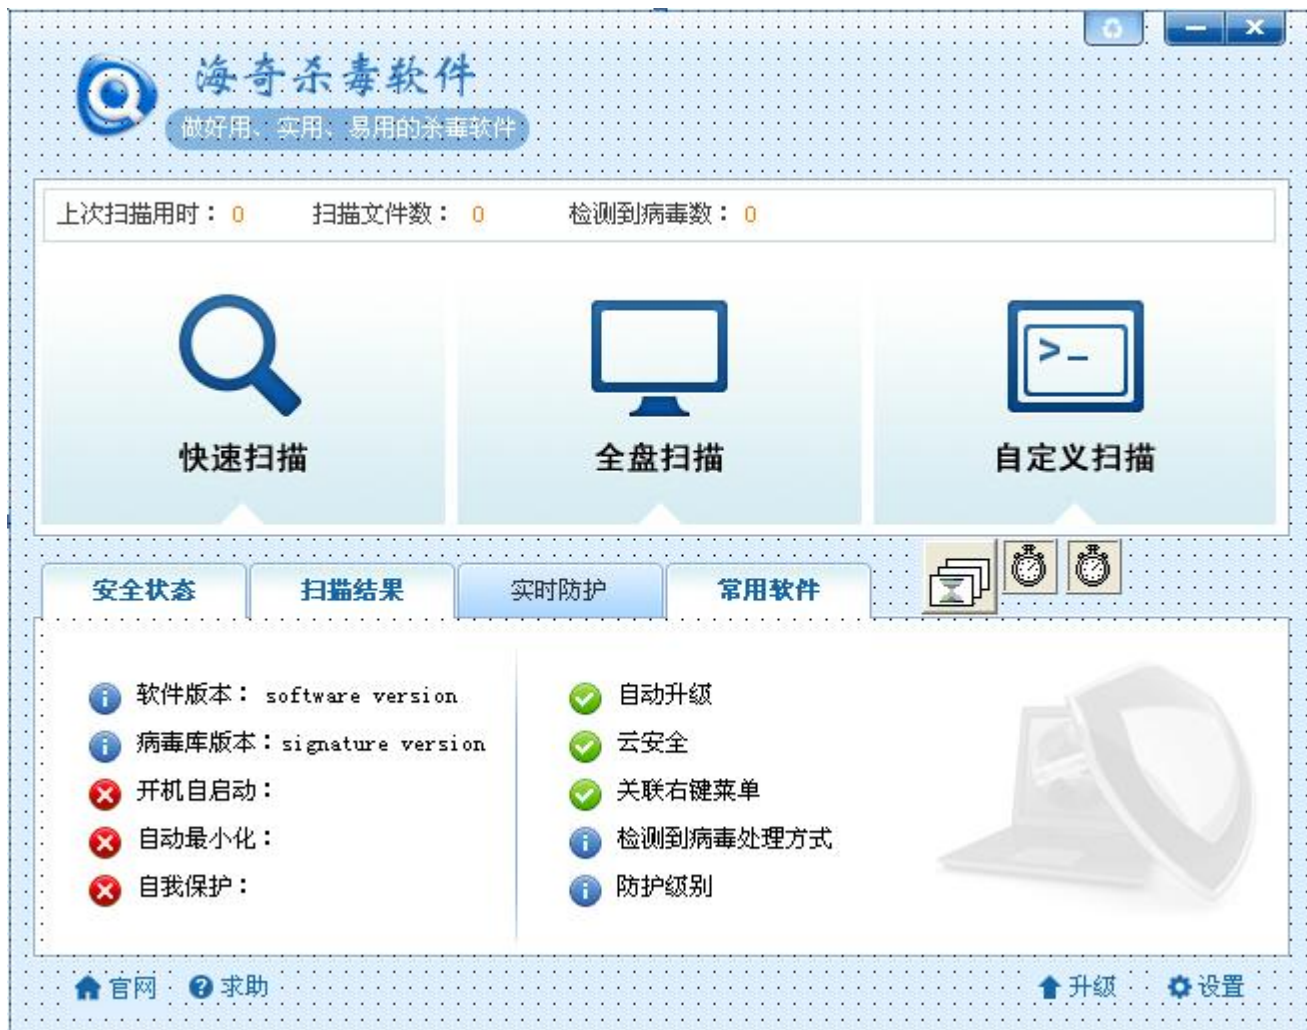 海奇杀毒软件
做好用、实用、易用的杀毒软件
上次扫描用时： 0 扫描文件数： 0 检测到病毒数： 0
>_
快速扫描 全盘扫描 自定义扫描
安全状态 扫描结果 实时防护 常用软件
软件版本： software version 自动升级
病毒库版本：signature version 云安全
开机自启动： 关联右键菜单
自动最小化： 检测到病毒处理方式
自我保护： 防护级别
官网 求助 升级 设置